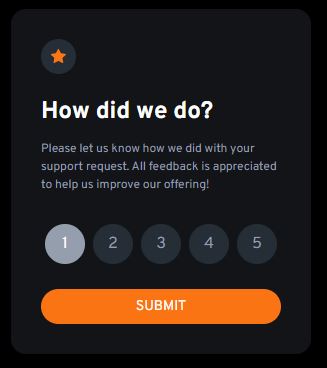 How did we do?
Please let us know how we did with your
support request. All feedback is appreciated
to help us improve our offering!
1 2 3 4 5
SUBMIT